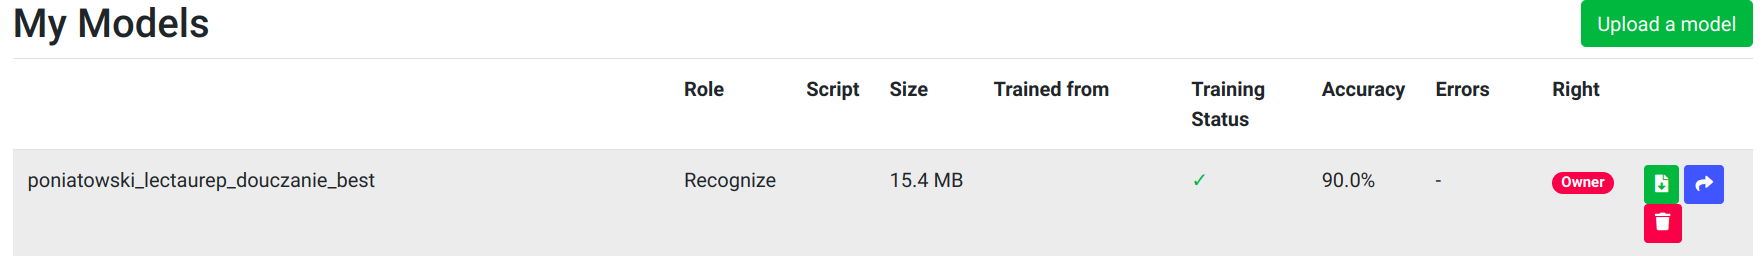 My Models
Upload a model
Role Script Size Trained from Training Status Accuracy Errors Right
poniatowski_lectaurep_douczanie_best Recognize 15.4 MB ✓ 90.0% - Owner